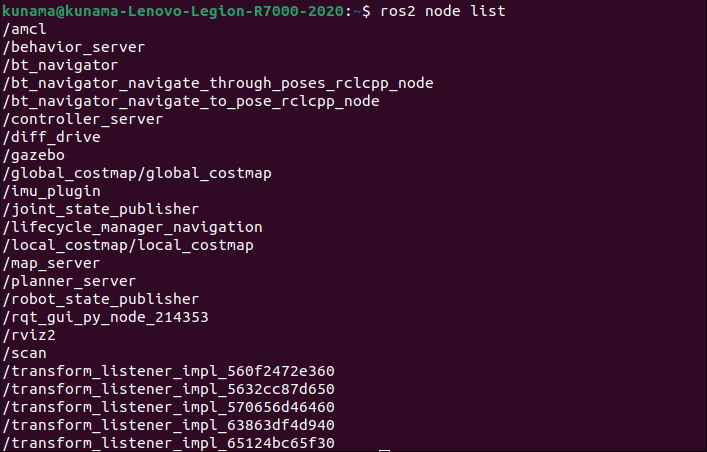 kunama@kunama-Lenovo-Legion-R7000-2020:~$ ros2 node list
/amcl
/behavior_server
/bt_navigator
/bt_navigator_navigate_through_poses_rclcpp_node
/bt_navigator_navigate_to_pose_rclcpp_node
/controller_server
/diff_drive
/gazebo
/global_costmap/global_costmap
/imu_plugin
/joint_state_publisher
/lifecycle_manager_navigation
/local_costmap/local_costmap
/map_server
/planner_server
/robot_state_publisher
/rqt_gui_py_node_214353
/rviz2
/scan
/transform_listener_impl_560f2472e360
/transform_listener_impl_5632cc87d650
/transform_listener_impl_570656d46460
/transform_listener_impl_63863df4d940
/transform_listener_impl_65124bc65f30